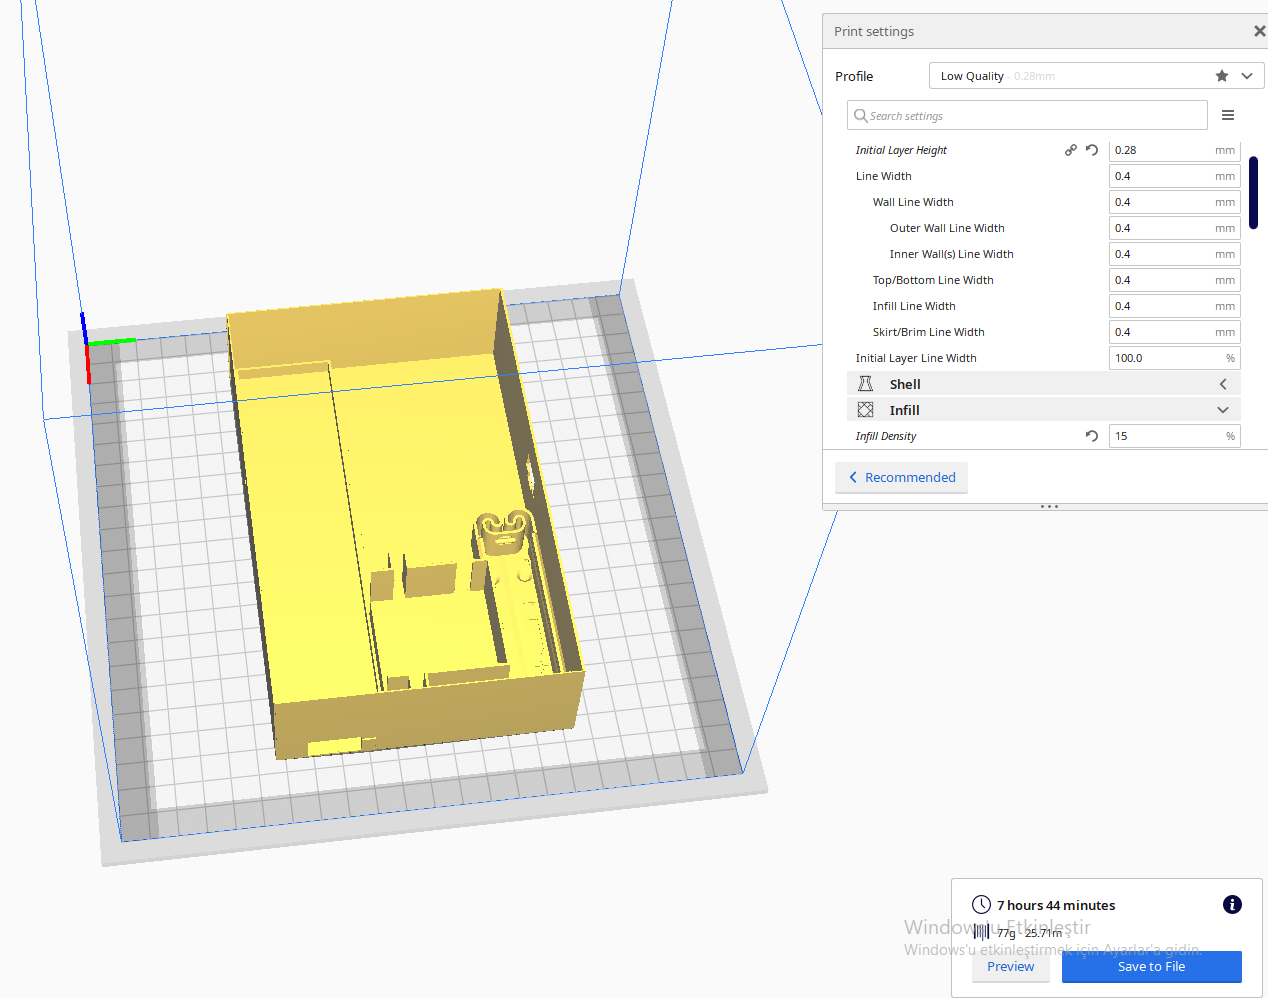 Print settings
Profile
Low Quality - 0.28mm
Search settings
Initial Layer Height 0.28 mm
Line Width 0.4 mm
Wall Line Width 0.4 mm
Outer Wall Line Width 0.4 mm
Inner Wall(s) Line Width 0.4 mm
Top/Bottom Line Width 0.4 mm
Infill Line Width 0.4 mm
Skirt/Brim Line Width 0.4 mm
Initial Layer Line Width 100.0 %
Shell
Infill
Infill Density 15 %
Recommended
7 hours 44 minutes
Windows'u Etkinleştir
77g · 25.71m
Windows'u etkinleştirmek için Ayarlar'a gidin.
Preview
Save to File